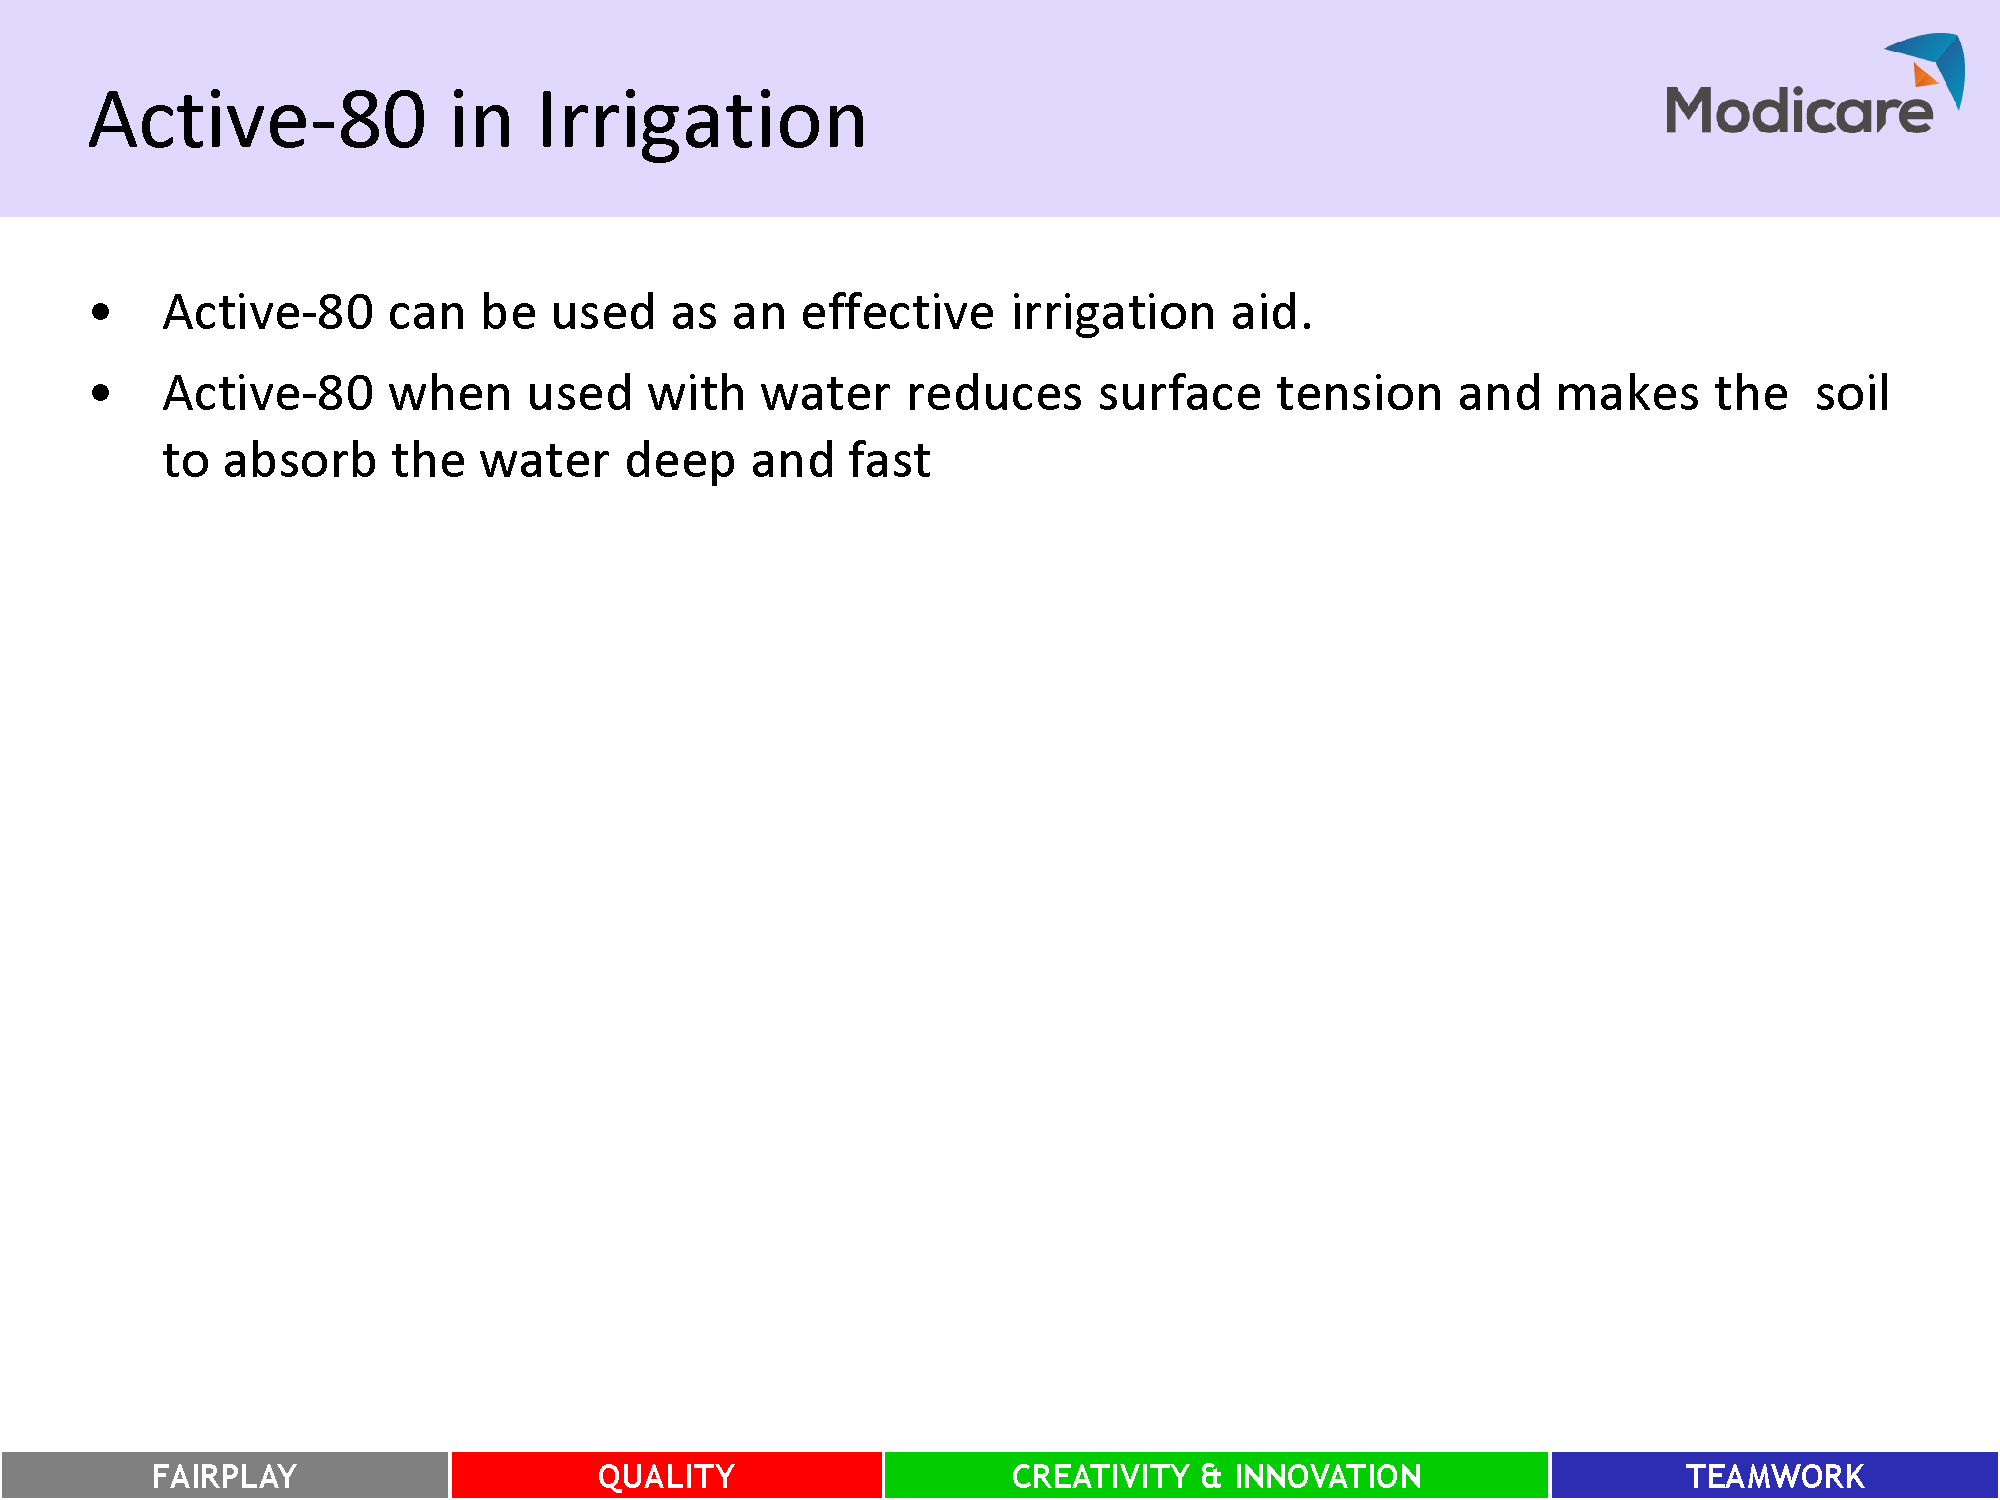 Active-80 in Irrigation
Modicare
• Active-80 can be used as an effective irrigation aid.
• Active-80 when used with water reduces surface tension and makes the soil
to absorb the water deep and fast
FAIRPLAY
QUALITY
CREATIVITY & INNOVATION
TEAMWORK